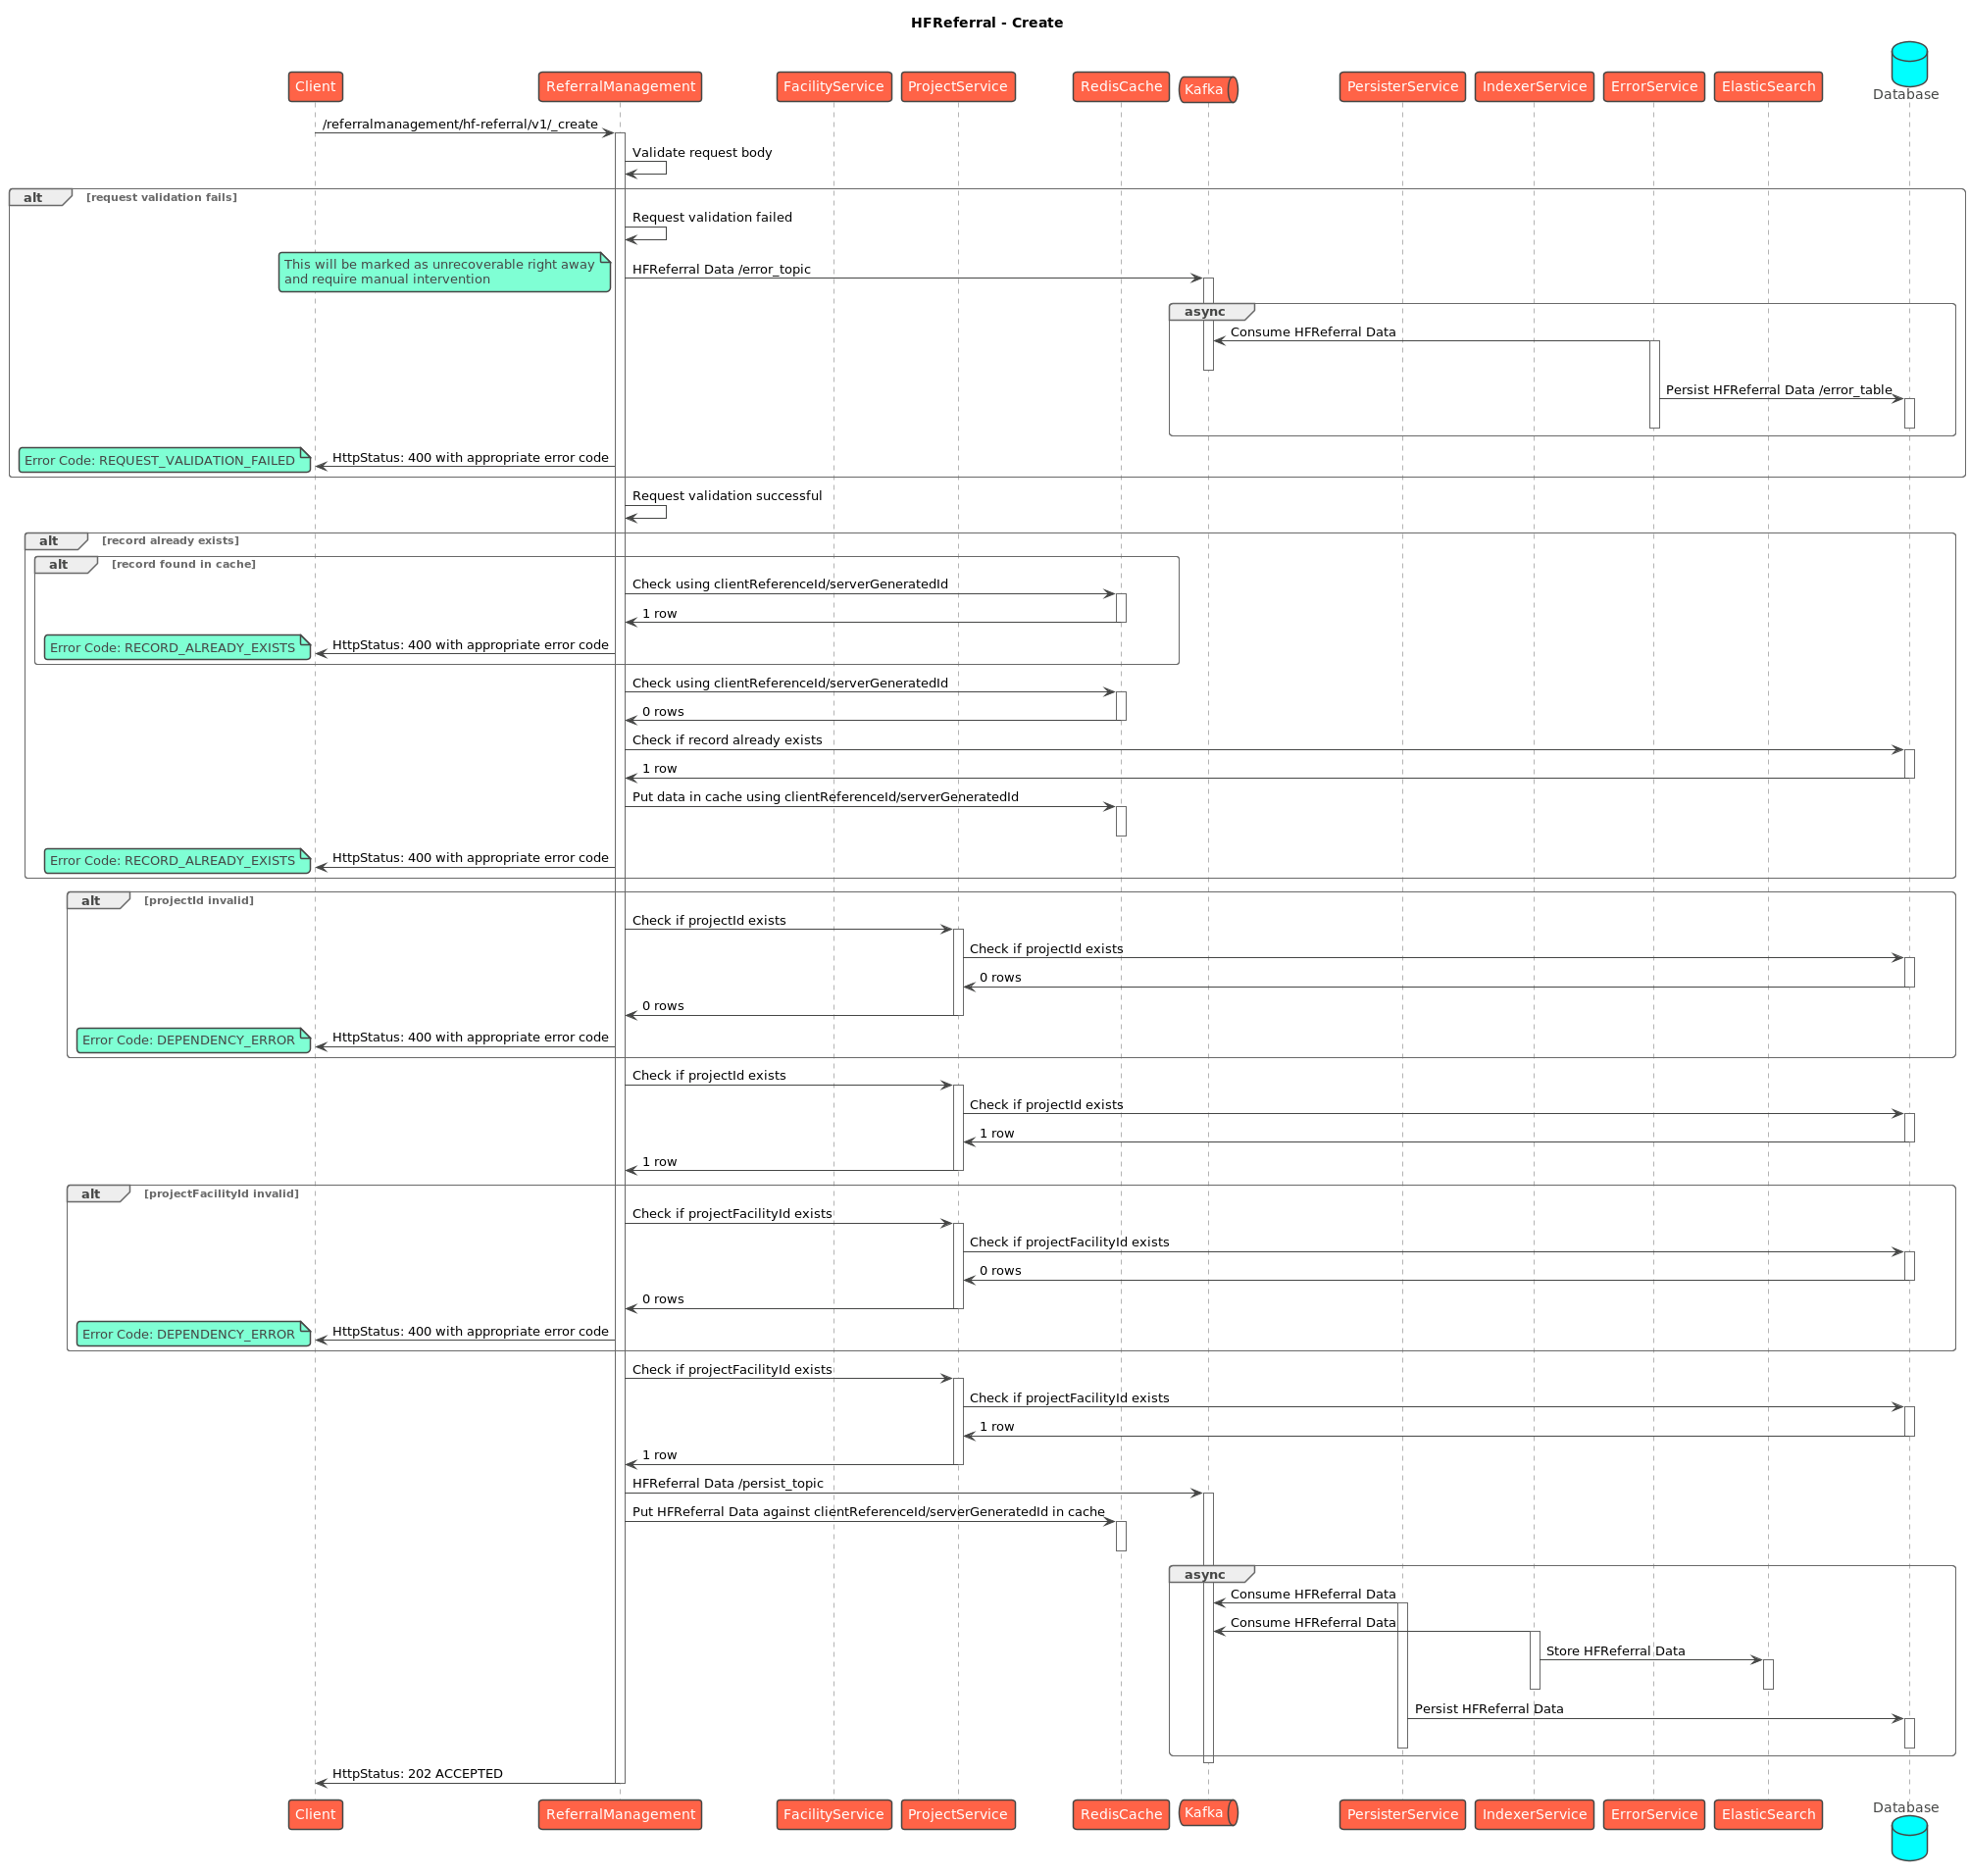 HFReferral - Create
Client
ReferralManagement
FacilityService
ProjectService
RedisCache
Kafka
PersisterService
IndexerService
ErrorService
ElasticSearch
Database
/referralmanagement/hf-referral/v1/_create
Validate request body
alt
[request validation fails]
Request validation failed
This will be marked as unrecoverable right away
and require manual intervention
HFReferral Data /error_topic
async
Consume HFReferral Data
Persist HFReferral Data /error_table
Error Code: REQUEST_VALIDATION_FAILED
HttpStatus: 400 with appropriate error code
Request validation successful
alt
[record already exists]
alt
[record found in cache]
Check using clientReferenceId/serverGeneratedId
1 row
Error Code: RECORD_ALREADY_EXISTS
HttpStatus: 400 with appropriate error code
Check using clientReferenceId/serverGeneratedId
0 rows
Check if record already exists
1 row
Put data in cache using clientReferenceId/serverGeneratedId
Error Code: RECORD_ALREADY_EXISTS
HttpStatus: 400 with appropriate error code
alt
[projectId invalid]
Check if projectId exists
Check if projectId exists
0 rows
0 rows
Error Code: DEPENDENCY_ERROR
HttpStatus: 400 with appropriate error code
Check if projectId exists
Check if projectId exists
1 row
1 row
alt
[projectFacilityId invalid]
Check if projectFacilityId exists
Check if projectFacilityId exists
0 rows
0 rows
Error Code: DEPENDENCY_ERROR
HttpStatus: 400 with appropriate error code
Check if projectFacilityId exists
Check if projectFacilityId exists
1 row
1 row
HFReferral Data /persist_topic
Put HFReferral Data against clientReferenceId/serverGeneratedId in cache
async
Consume HFReferral Data
Consume HFReferral Data
Store HFReferral Data
Persist HFReferral Data
HttpStatus: 202 ACCEPTED
Client
ReferralManagement
FacilityService
ProjectService
RedisCache
Kafka
PersisterService
IndexerService
ErrorService
ElasticSearch
Database